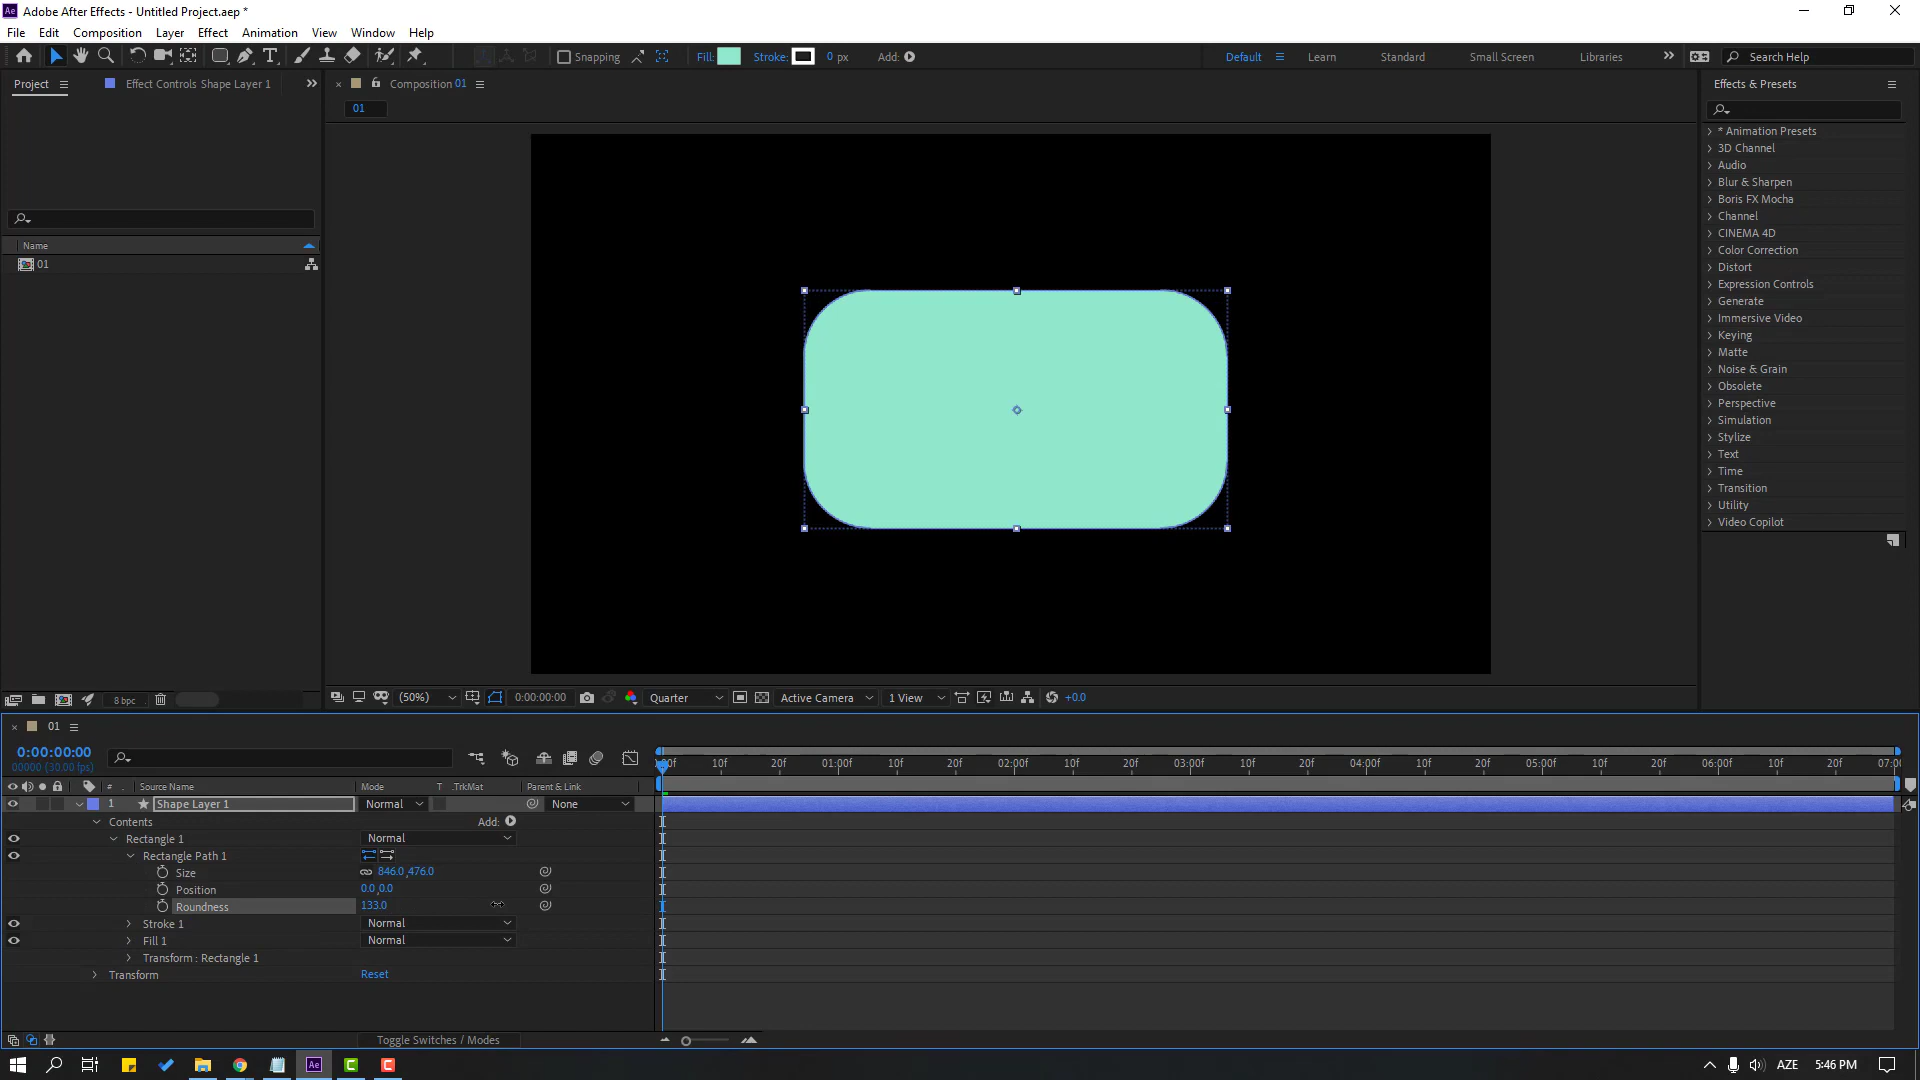 Ae Adobe After Effects - Untitled Project.aep *
File Edit Composition Layer Effect Animation View Window Help
Snapping Fill: Stroke: 0 px Add: Default Learn Standard Small Screen Libraries Search Help
Project Effect Controls Shape Layer 1 Composition 01 Effects & Presets
01
* Animation Presets
3D Channel
Audio
Blur & Sharpen
Boris FX Mocha
Channel
CINEMA 4D
Color Correction
Distort
Expression Controls
Generate
Immersive Video
Keying
Matte
Noise & Grain
Obsolete
Perspective
Simulation
Stylize
Text
Time
Transition
Utility
Video Copilot
Name
01
8 bpc (50%) 0:00:00:00 Quarter Active Camera 1 View +0.0
01
0:00:00:00
00000 (30.00 fps)
:00f 10f 20f 01:00f 10f 20f 02:00f 10f 20f 03:00f 10f 20f 04:00f 10f 20f 05:00f 10f 20f 06:00f 10f 20f 07:00
# Source Name Mode T .TrkMat Parent & Link
1 Shape Layer 1 Normal None
Contents Add:
Rectangle 1 Normal
Rectangle Path 1
Size 846.0,476.0
Position 0.0,0.0
Roundness 133.0
Stroke 1 Normal
Fill 1 Normal
Transform : Rectangle 1
Transform Reset
Toggle Switches / Modes
Ae C C AZE 5:46 PM